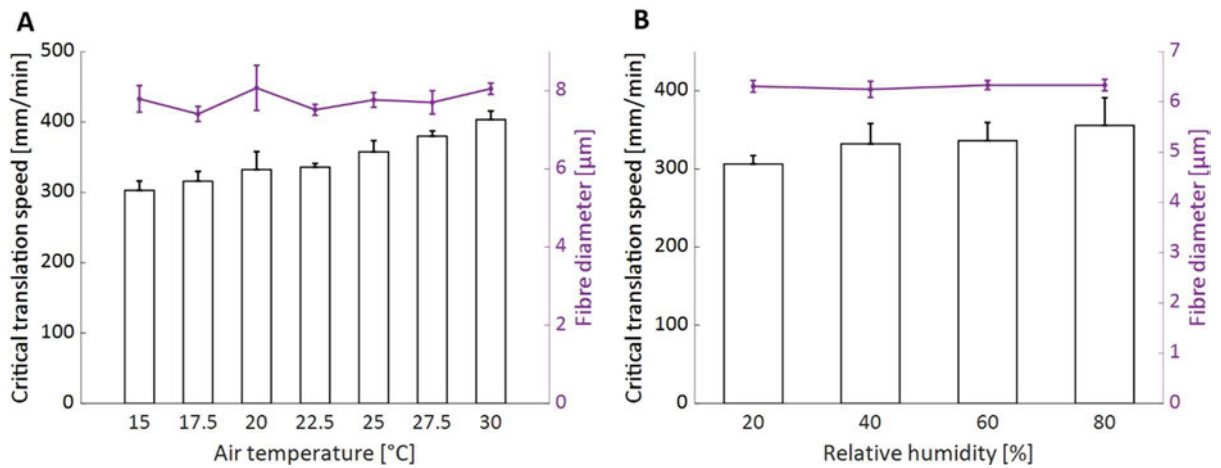 A
Critical translation speed [mm/min]
500
400
300
200
100
0
15 17.5 20 22.5 25 27.5 30
Air temperature [°C]
8
6
4
2
0
Fibre diameter [µm]
B
Critical translation speed [mm/min]
400
300
200
100
0
20 40 60 80
Relative humidity [%]
7
6
5
4
3
2
1
0
Fibre diameter [µm]